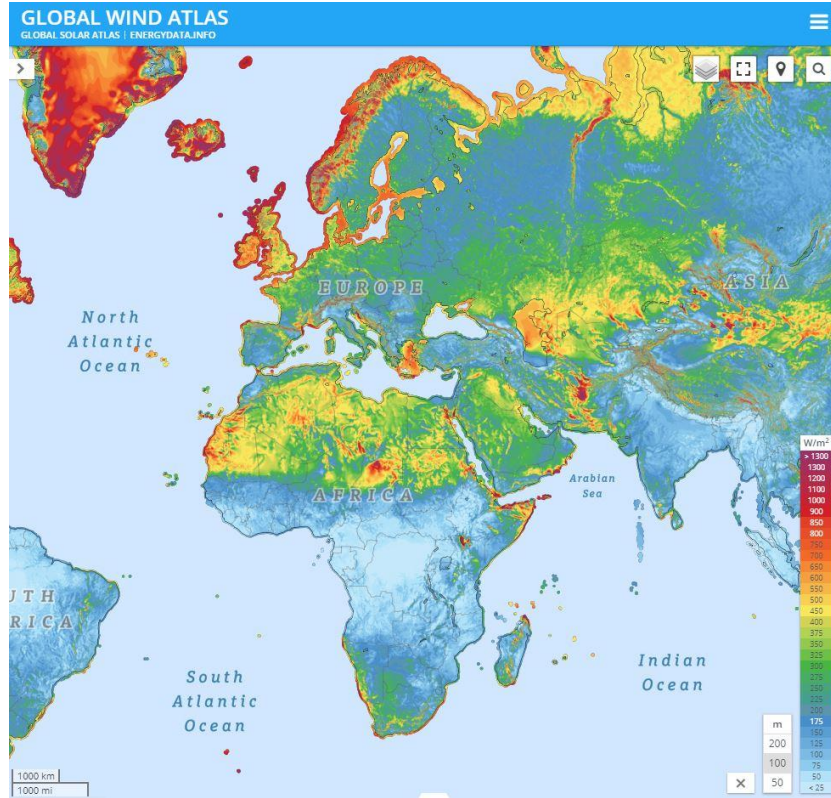 GLOBAL WIND ATLAS
GLOBAL SOLAR ATLAS | ENERGYDATA.INFO
EUROPE
ASIA
North
Atlantic
Ocean
AFRICA
Arabian
Sea
UTH
RICA
South
Atlantic
Ocean
Indian
Ocean
W/m²
> 1300
1300
1200
1100
1000
900
850
800
750
700
650
600
550
500
450
400
375
350
325
300
275
250
225
200
175
150
125
100
75
50
< 25
m
200
100
50
1000 km
1000 mi